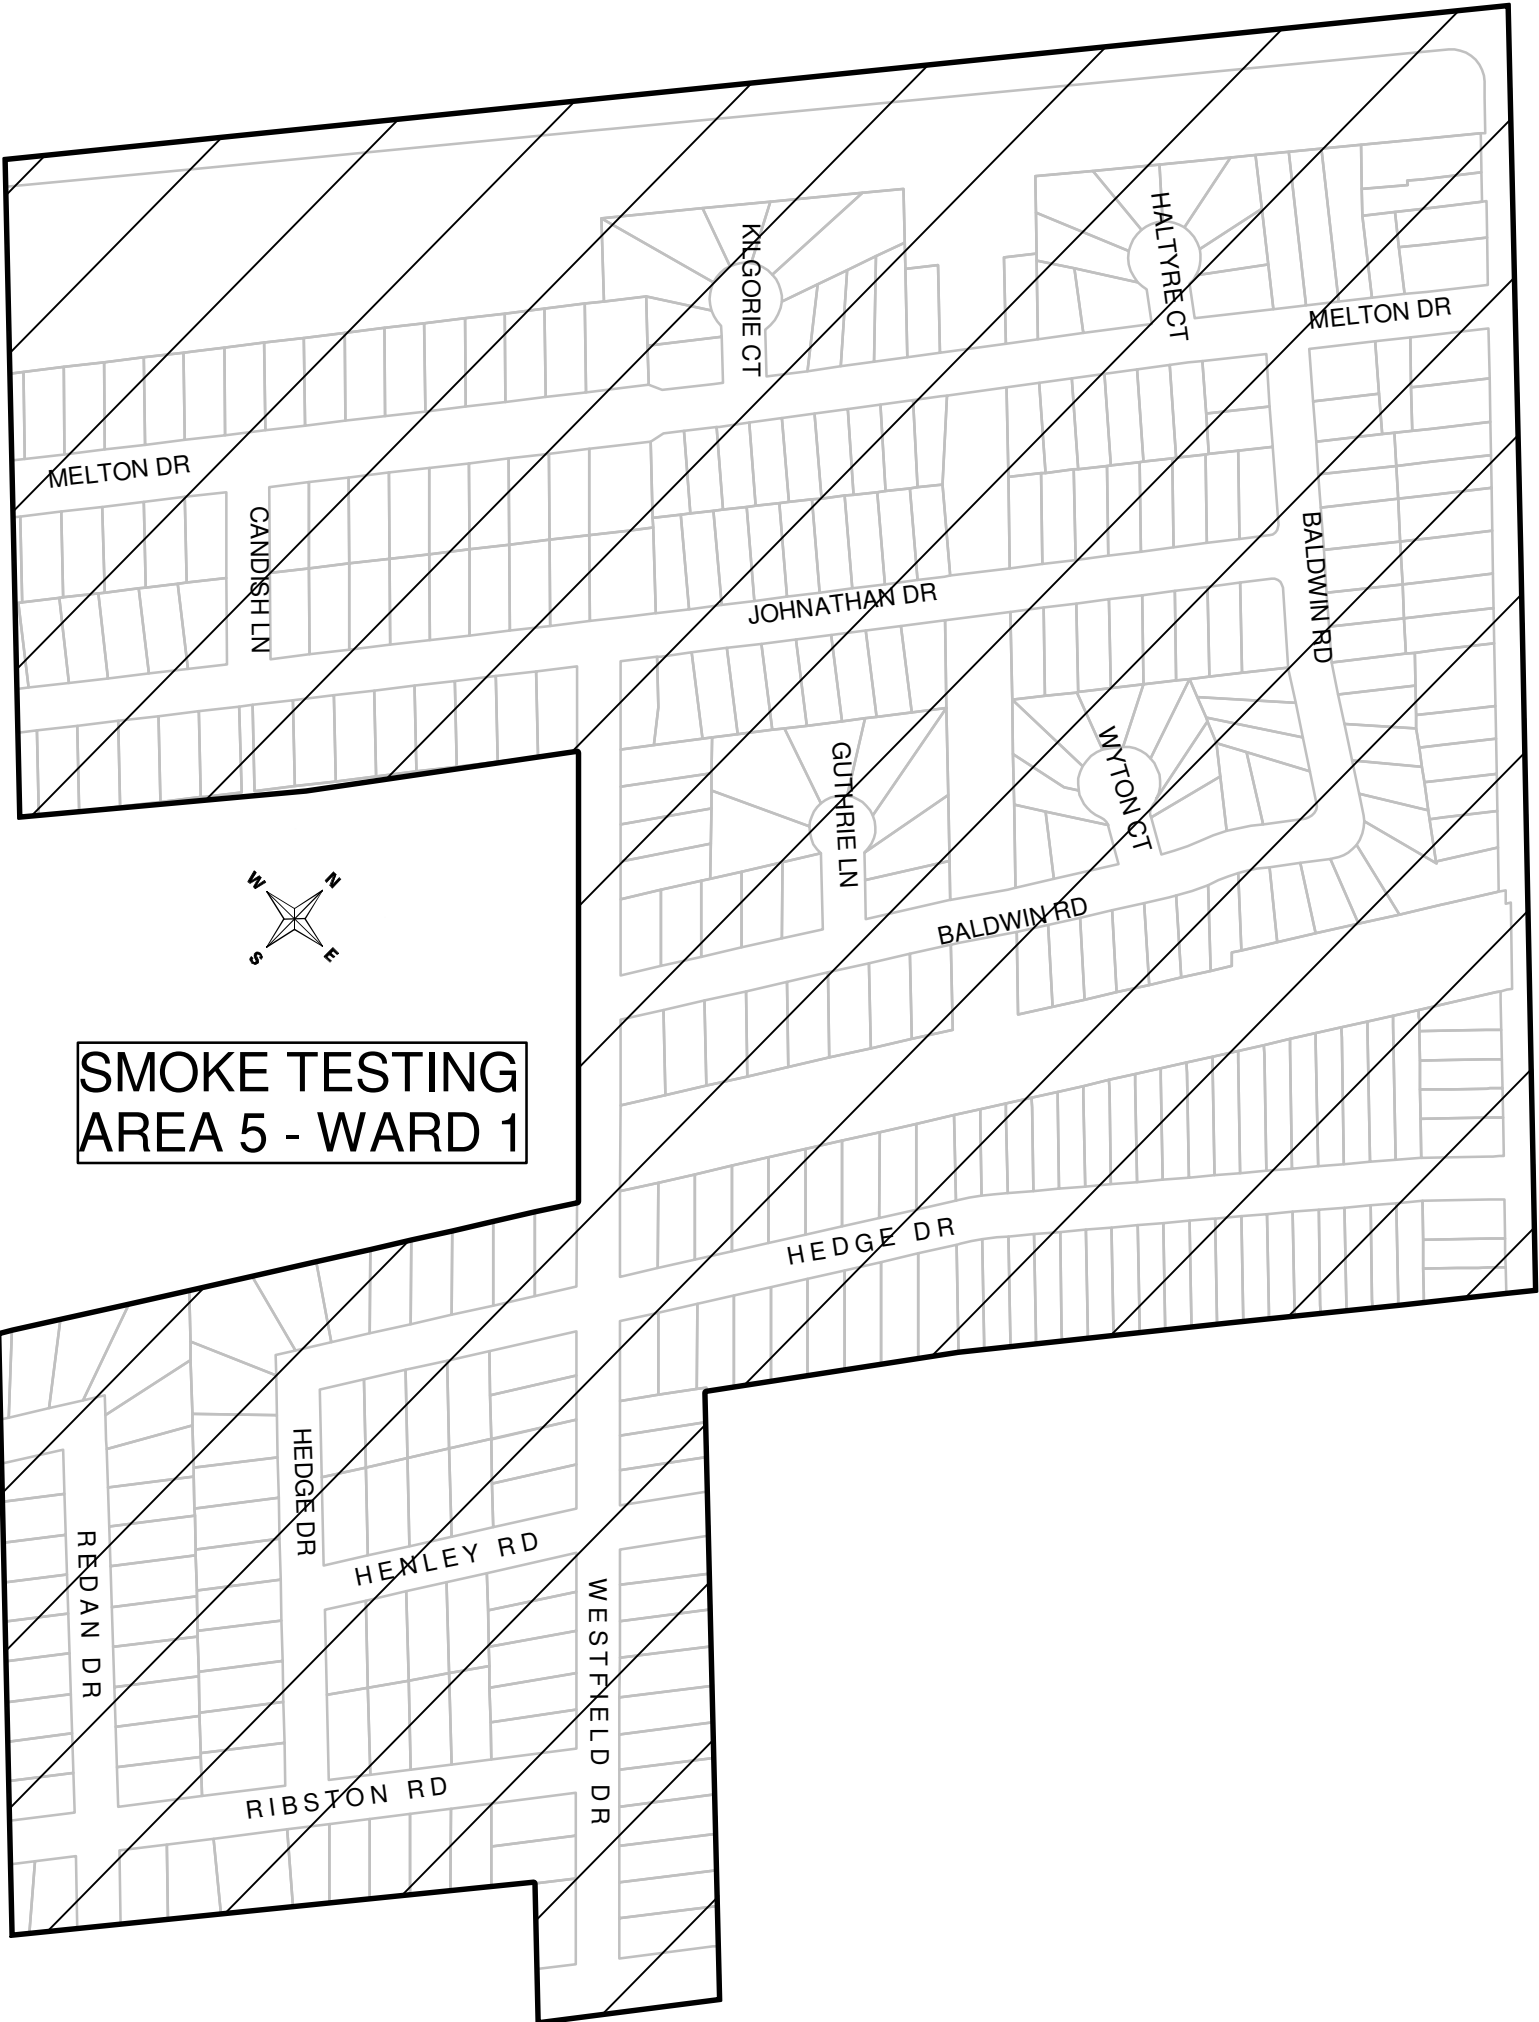 KILGORIE CT
HALTYRE CT
MELTON DR
MELTON DR
CANDISH LN
BALDWIN RD
JOHNATHAN DR
GUTHRIE LN
WYTON CT
W
N
S
E
BALDWIN RD
SMOKE TESTING
AREA 5 - WARD 1
HEDGE DR
HEDGE DR
REDAN DR
HENLEY RD
WESTFIELD DR
RIBSTON RD